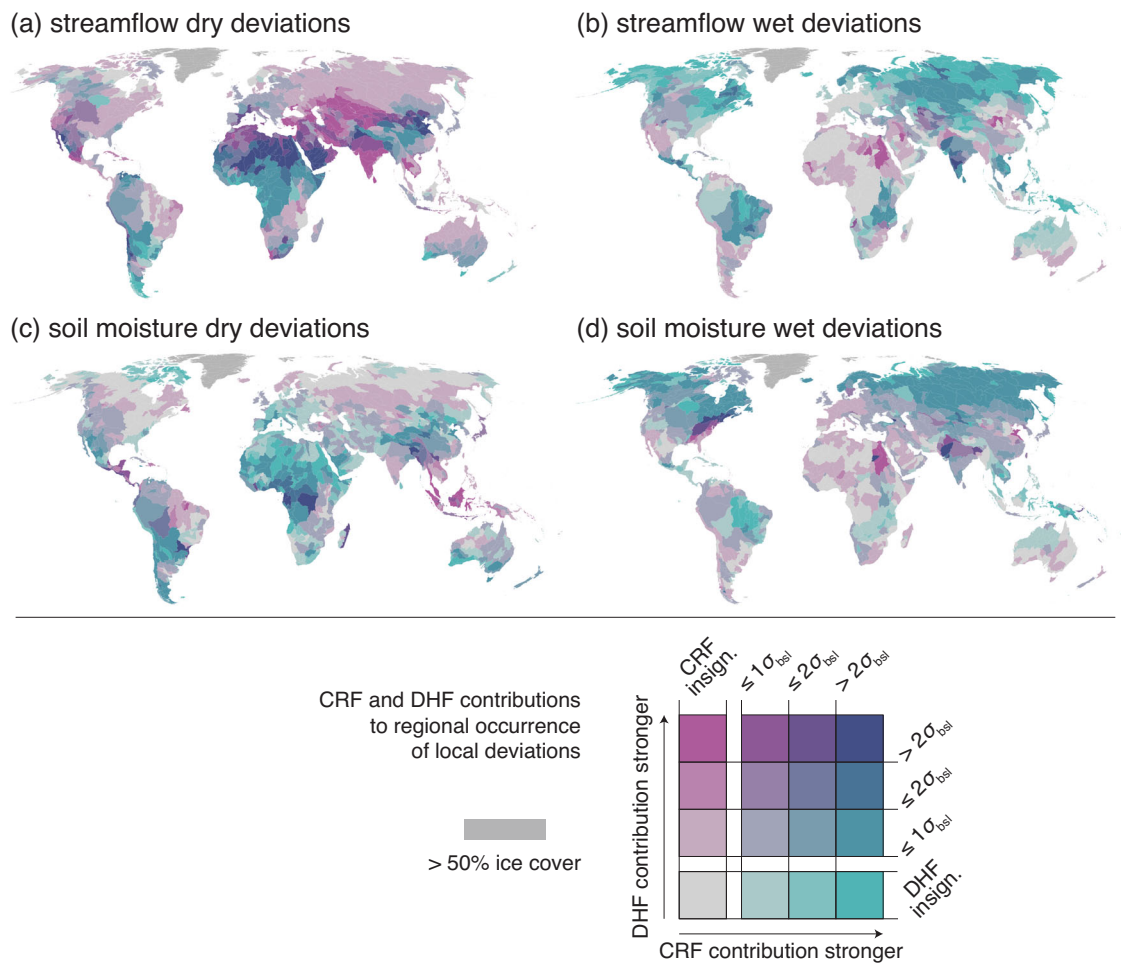 (a) streamflow dry deviations
(b) streamflow wet deviations
(c) soil moisture dry deviations
(d) soil moisture wet deviations
CRF and DHF contributions
to regional occurrence
of local deviations
> 50% ice cover
CRF
insign.
≤ 1σbsl
≤ 2σbsl
> 2σbsl
DHF contribution stronger
> 2σbsl
≤ 2σbsl
≤ 1σbsl
DHF
insign.
CRF contribution stronger